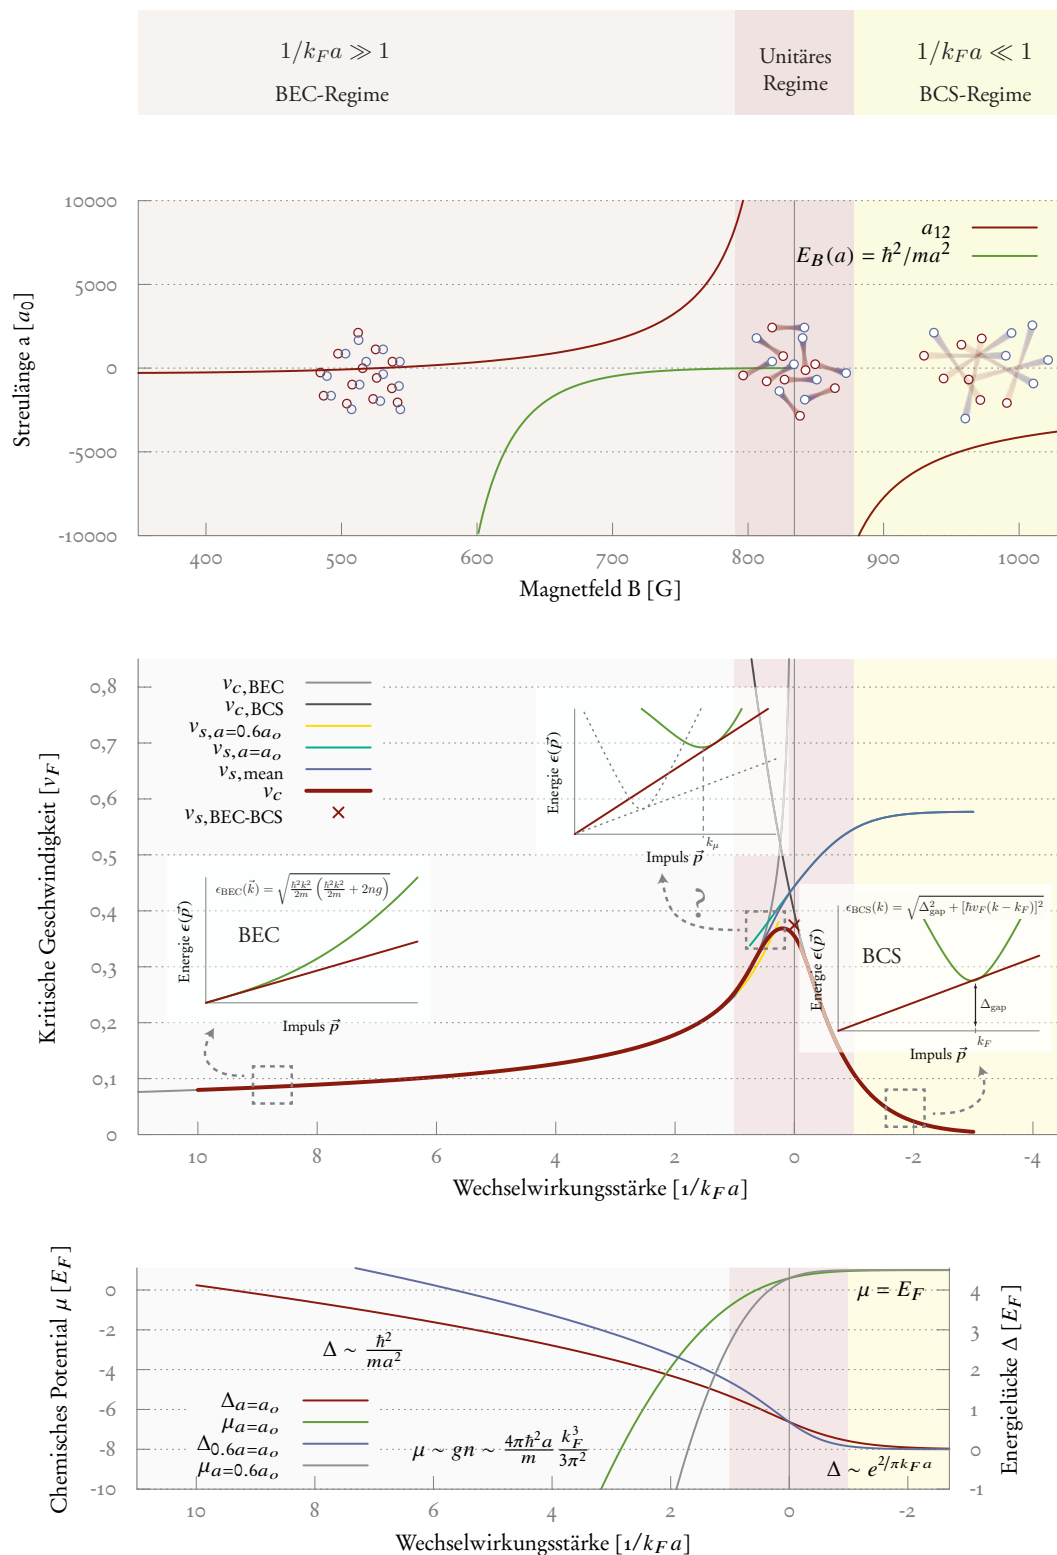 1/k_F a ≫ 1
BEC-Regime
Unitäres
Regime
1/k_F a ≪ 1
BCS-Regime
10000
5000
0
-5000
-10000
Streulänge a [a₀]
a₁₂
E_B(a) = ℏ²/ma²
400 500 600 700 800 900 1000
Magnetfeld B [G]
0,8
0,7
0,6
0,5
0,4
0,3
0,2
0,1
0
Kritische Geschwindigkeit [v_F]
v_c,BEC
v_c,BCS
v_s,a=0.6a_o
v_s,a=a_o
v_s,mean
v_c
v_s,BEC-BCS
Energie ϵ(p⃗)
k_μ
Impuls p⃗
?
ϵ_BEC(k⃗) = √(ℏ²k²/2m (ℏ²k²/2m + 2ng))
BEC
Energie ϵ(p⃗)
Impuls p⃗
ϵ_BCS(k) = √(Δ²_gap + [ℏv_F(k − k_F)]²)
BCS
Energie ϵ(p⃗)
Δ_gap
k_F
Impuls p⃗
10 8 6 4 2 0 -2 -4
Wechselwirkungsstärke [1/k_F a]
0
-2
-4
-6
-8
-10
Chemisches Potential μ [E_F]
μ = E_F
Δ ∼ ℏ²/ma²
Δ_a=a_o
μ_a=a_o
Δ_0.6a=a_o
μ_a=0.6a_o
μ ∼ gn ∼ 4πℏ²a/m k_F³/3π²
Δ ∼ e^(2/πk_F a)
4
3
2
1
0
-1
Energielücke Δ [E_F]
10 8 6 4 2 0 -2
Wechselwirkungsstärke [1/k_F a]